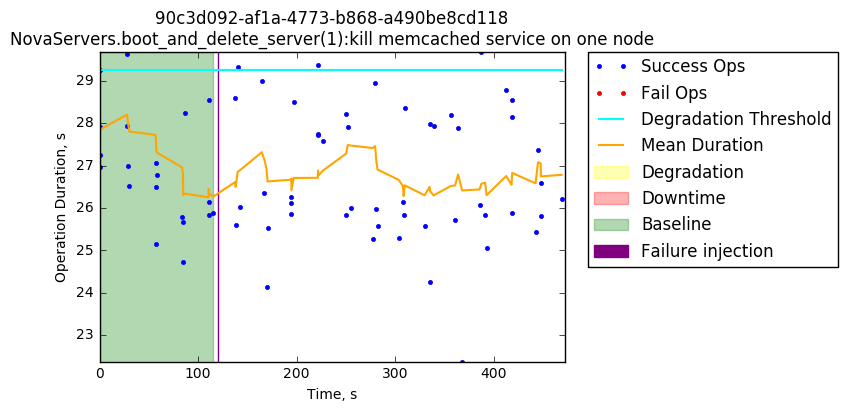 90c3d092-af1a-4773-b868-a490be8cd118
NovaServers.boot_and_delete_server(1):kill memcached service on one node
Operation Duration, s
29
28
27
26
25
24
23
0
100
200
300
400
Time, s
Success Ops
Fail Ops
Degradation Threshold
Mean Duration
Degradation
Downtime
Baseline
Failure injection